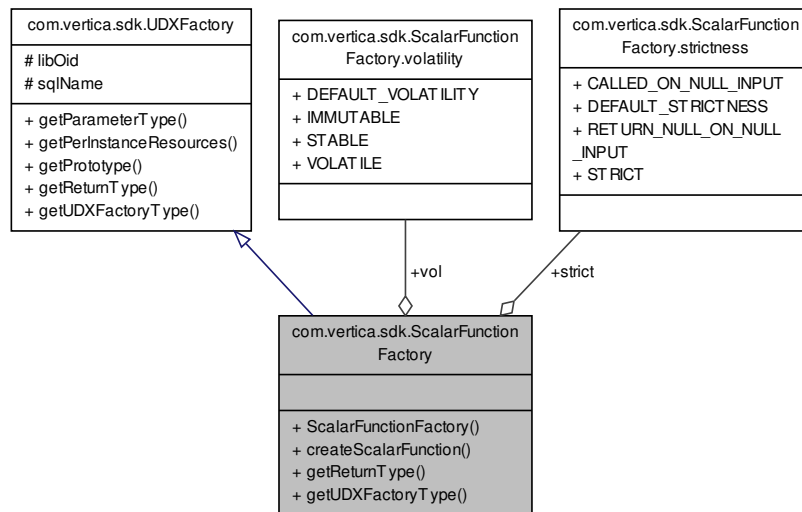 com.vertica.sdk.UDXFactory
# libOid
# sqlName
+ getParameterType()
+ getPerInstanceResources()
+ getPrototype()
+ getReturnType()
+ getUDXFactoryType()
com.vertica.sdk.ScalarFunction
Factory.volatility
+ DEFAULT_VOLATILITY
+ IMMUTABLE
+ STABLE
+ VOLATILE
com.vertica.sdk.ScalarFunction
Factory.strictness
+ CALLED_ON_NULL_INPUT
+ DEFAULT_STRICTNESS
+ RETURN_NULL_ON_NULL
_INPUT
+ STRICT
+vol
+strict
com.vertica.sdk.ScalarFunction
Factory
+ ScalarFunctionFactory()
+ createScalarFunction()
+ getReturnType()
+ getUDXFactoryType()